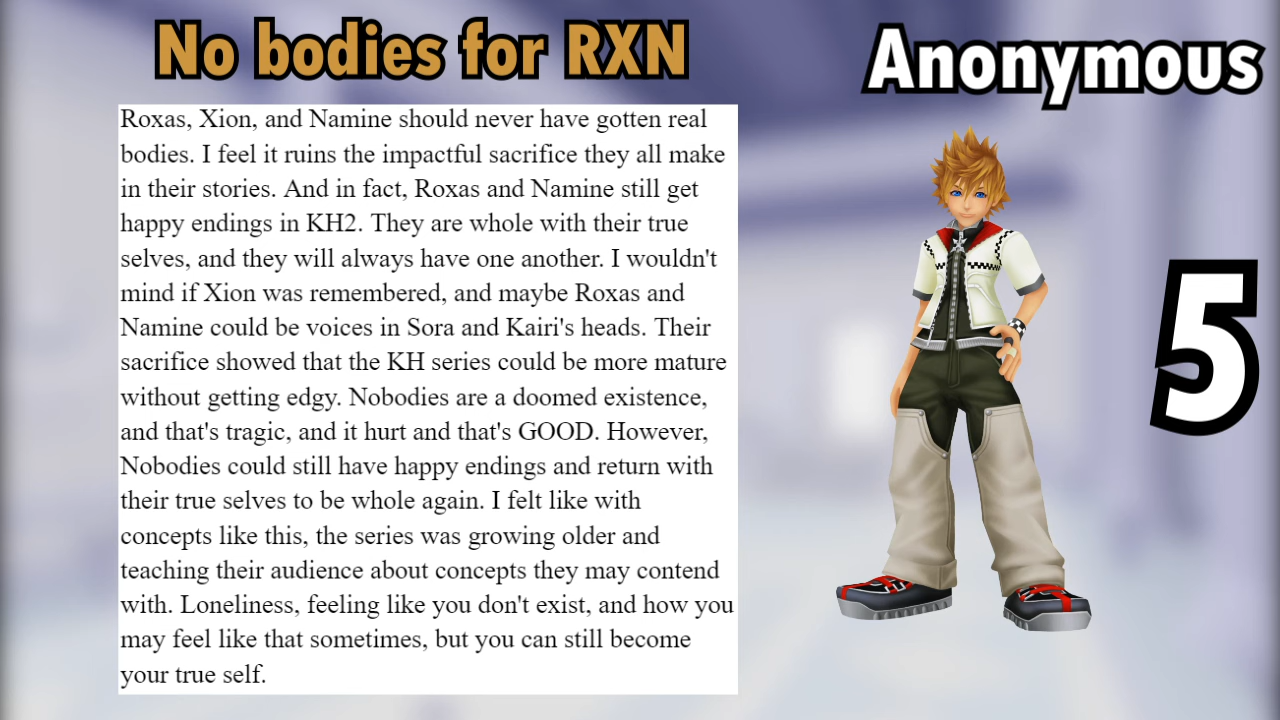 No bodies for RXN
Anonymous
Roxas, Xion, and Namine should never have gotten real
bodies. I feel it ruins the impactful sacrifice they all make
in their stories. And in fact, Roxas and Namine still get
happy endings in KH2. They are whole with their true
selves, and they will always have one another. I wouldn't
mind if Xion was remembered, and maybe Roxas and
Namine could be voices in Sora and Kairi's heads. Their
sacrifice showed that the KH series could be more mature
without getting edgy. Nobodies are a doomed existence,
and that's tragic, and it hurt and that's GOOD. However,
Nobodies could still have happy endings and return with
their true selves to be whole again. I felt like with
concepts like this, the series was growing older and
teaching their audience about concepts they may contend
with. Loneliness, feeling like you don't exist, and how you
may feel like that sometimes, but you can still become
your true self.
5